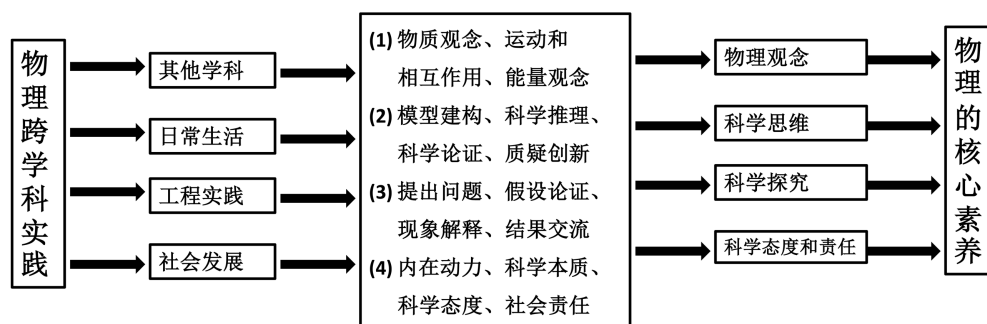 物理跨学科实践
其他学科
日常生活
工程实践
社会发展
(1) 物质观念、运动和
相互作用、能量观念
(2) 模型建构、科学推理、
科学论证、质疑创新
(3) 提出问题、假设论证、
现象解释、结果交流
(4) 内在动力、科学本质、
科学态度、社会责任
物理观念
科学思维
科学探究
科学态度和责任
物理的核心素养